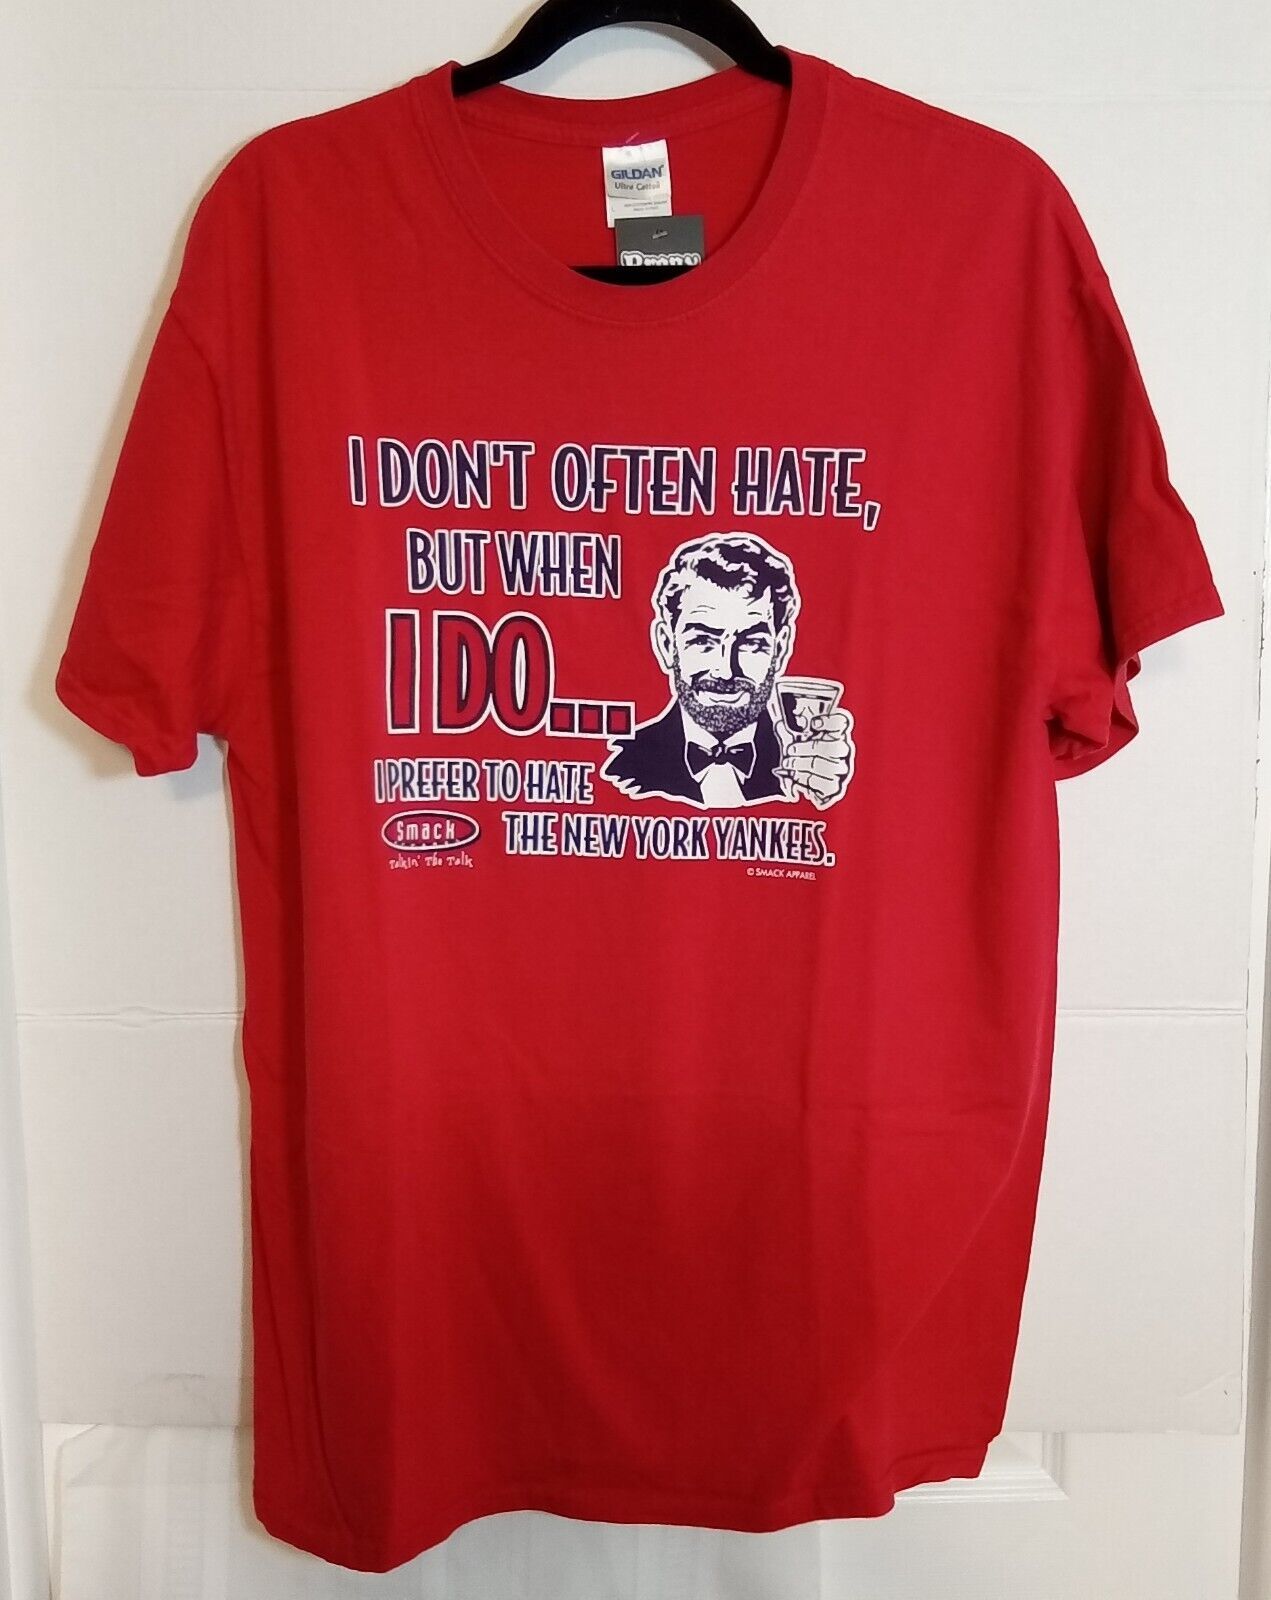 GILDAN
Ultra Cotton
I DON'T OFTEN HATE,
BUT WHEN
I DO...
I PREFER TO HATE
THE NEW YORK YANKEES.
Smack
Talkin' The Talk
© SMACK APPAREL